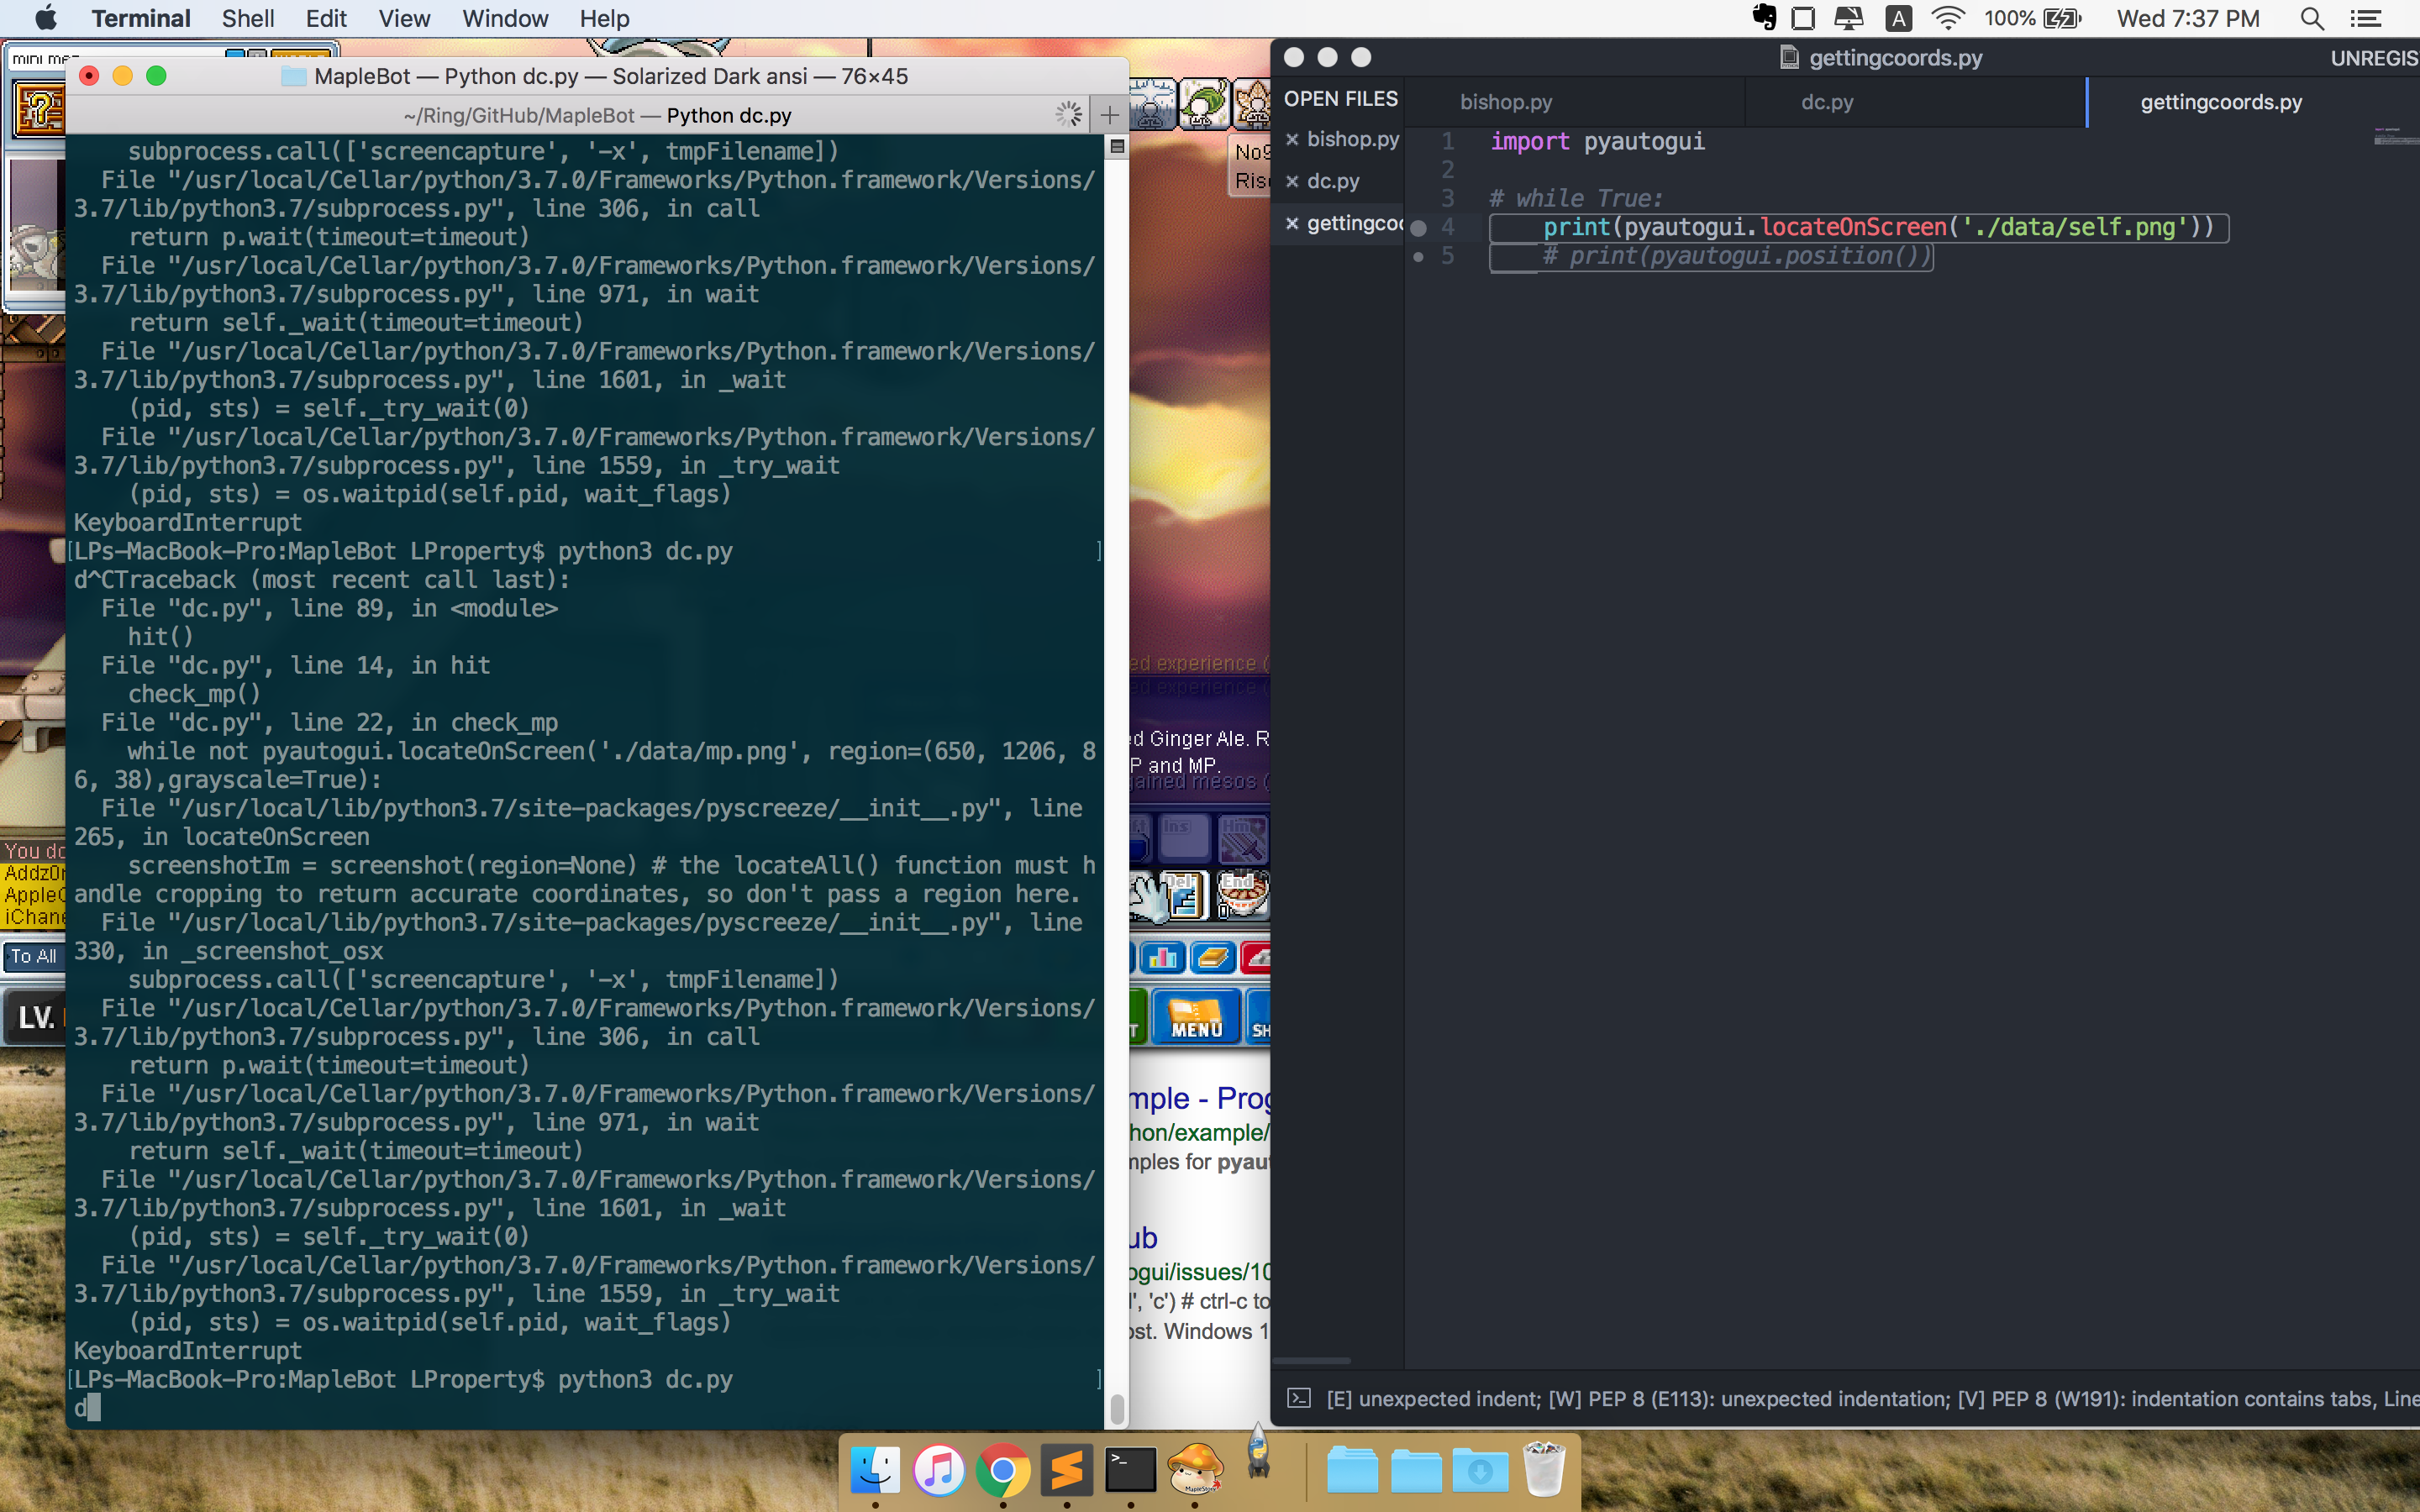 Terminal Shell Edit View Window Help
A 100% Wed 7:37 PM
mini
MapleBot — Python dc.py — Solarized Dark ansi — 76×45
~/Ring/GitHub/MapleBot — Python dc.py
subprocess.call(['screencapture', '-x', tmpFilename])
File "/usr/local/Cellar/python/3.7.0/Frameworks/Python.framework/Versions/
3.7/lib/python3.7/subprocess.py", line 306, in call
return p.wait(timeout=timeout)
File "/usr/local/Cellar/python/3.7.0/Frameworks/Python.framework/Versions/
3.7/lib/python3.7/subprocess.py", line 971, in wait
return self._wait(timeout=timeout)
File "/usr/local/Cellar/python/3.7.0/Frameworks/Python.framework/Versions/
3.7/lib/python3.7/subprocess.py", line 1601, in _wait
(pid, sts) = self._try_wait(0)
File "/usr/local/Cellar/python/3.7.0/Frameworks/Python.framework/Versions/
3.7/lib/python3.7/subprocess.py", line 1559, in _try_wait
(pid, sts) = os.waitpid(self.pid, wait_flags)
KeyboardInterrupt
[LPs-MacBook-Pro:MapleBot LProperty$ python3 dc.py ]
d^CTraceback (most recent call last):
File "dc.py", line 89, in <module>
hit()
File "dc.py", line 14, in hit
check_mp()
File "dc.py", line 22, in check_mp
while not pyautogui.locateOnScreen('./data/mp.png', region=(650, 1206, 8
6, 38),grayscale=True):
File "/usr/local/lib/python3.7/site-packages/pyscreeze/__init__.py", line
265, in locateOnScreen
screenshotIm = screenshot(region=None) # the locateAll() function must h
andle cropping to return accurate coordinates, so don't pass a region here.
File "/usr/local/lib/python3.7/site-packages/pyscreeze/__init__.py", line
330, in _screenshot_osx
subprocess.call(['screencapture', '-x', tmpFilename])
File "/usr/local/Cellar/python/3.7.0/Frameworks/Python.framework/Versions/
3.7/lib/python3.7/subprocess.py", line 306, in call
return p.wait(timeout=timeout)
File "/usr/local/Cellar/python/3.7.0/Frameworks/Python.framework/Versions/
3.7/lib/python3.7/subprocess.py", line 971, in wait
return self._wait(timeout=timeout)
File "/usr/local/Cellar/python/3.7.0/Frameworks/Python.framework/Versions/
3.7/lib/python3.7/subprocess.py", line 1601, in _wait
(pid, sts) = self._try_wait(0)
File "/usr/local/Cellar/python/3.7.0/Frameworks/Python.framework/Versions/
3.7/lib/python3.7/subprocess.py", line 1559, in _try_wait
(pid, sts) = os.waitpid(self.pid, wait_flags)
KeyboardInterrupt
[LPs-MacBook-Pro:MapleBot LProperty$ python3 dc.py ]
d
You do
To All
LV.
No9
Ris
ed experience (
ed experience (
d Ginger Ale. R
P and MP.
gained mesos (
Ins Hm
Del End
0
T MENU SH
mple - Prog
hon/example/
mples for pyaut
ub
ogui/issues/10
l', 'c') # ctrl-c to
ost. Windows 1
gettingcoords.py
UNREGIS
OPEN FILES
× bishop.py
× dc.py
× gettingcoo
bishop.py dc.py gettingcoords.py
1 import pyautogui
2
3 # while True:
4 print(pyautogui.locateOnScreen('./data/self.png'))
5 # print(pyautogui.position())
[E] unexpected indent; [W] PEP 8 (E113): unexpected indentation; [V] PEP 8 (W191): indentation contains tabs, Line